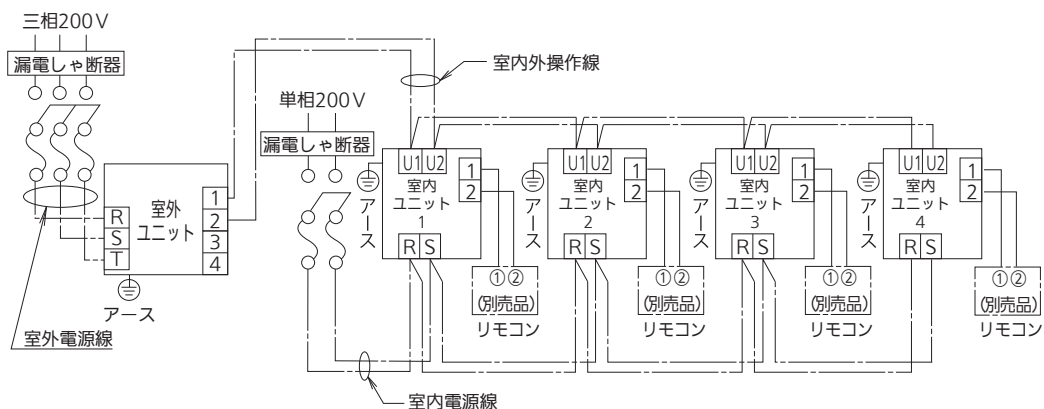 三相200V
漏電しゃ断器
室外
ユニット
R
S
T
1
2
3
4
アース
室外電源線
室内外操作線
単相200V
漏電しゃ断器
室内電源線
U1 U2
室内
ユニット
1
R S
1
2
アース
①②
(別売品)
リモコン
U1 U2
室内
ユニット
2
R S
1
2
アース
①②
(別売品)
リモコン
U1 U2
室内
ユニット
3
R S
1
2
アース
①②
(別売品)
リモコン
U1 U2
室内
ユニット
4
R S
1
2
アース
①②
(別売品)
リモコン